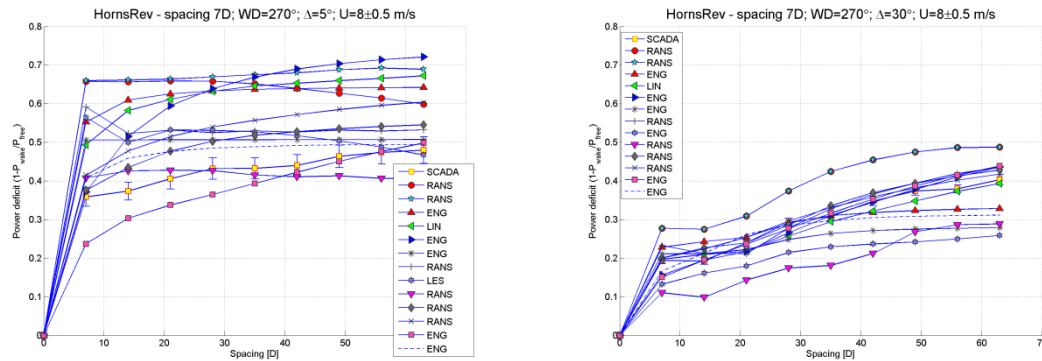 HornsRev - spacing 7D; WD=270°; Δ=5°; U=8±0.5 m/s
0.8
0.7
0.6
0.5
0.4
0.3
0.2
0.1
0
Power deficit (1-Pwake/Pfree)
0
10
20
30
40
50
Spacing [D]
SCADA
RANS
RANS
ENG
LIN
ENG
ENG
RANS
LES
RANS
RANS
RANS
ENG
ENG
HornsRev - spacing 7D; WD=270°; Δ=30°; U=8±0.5 m/s
0.8
0.7
0.6
0.5
0.4
0.3
0.2
0.1
0
Power deficit (1-Pwake/Pfree)
0
10
20
30
40
50
60
Spacing [D]
SCADA
RANS
RANS
ENG
LIN
ENG
ENG
RANS
ENG
RANS
RANS
RANS
ENG
ENG